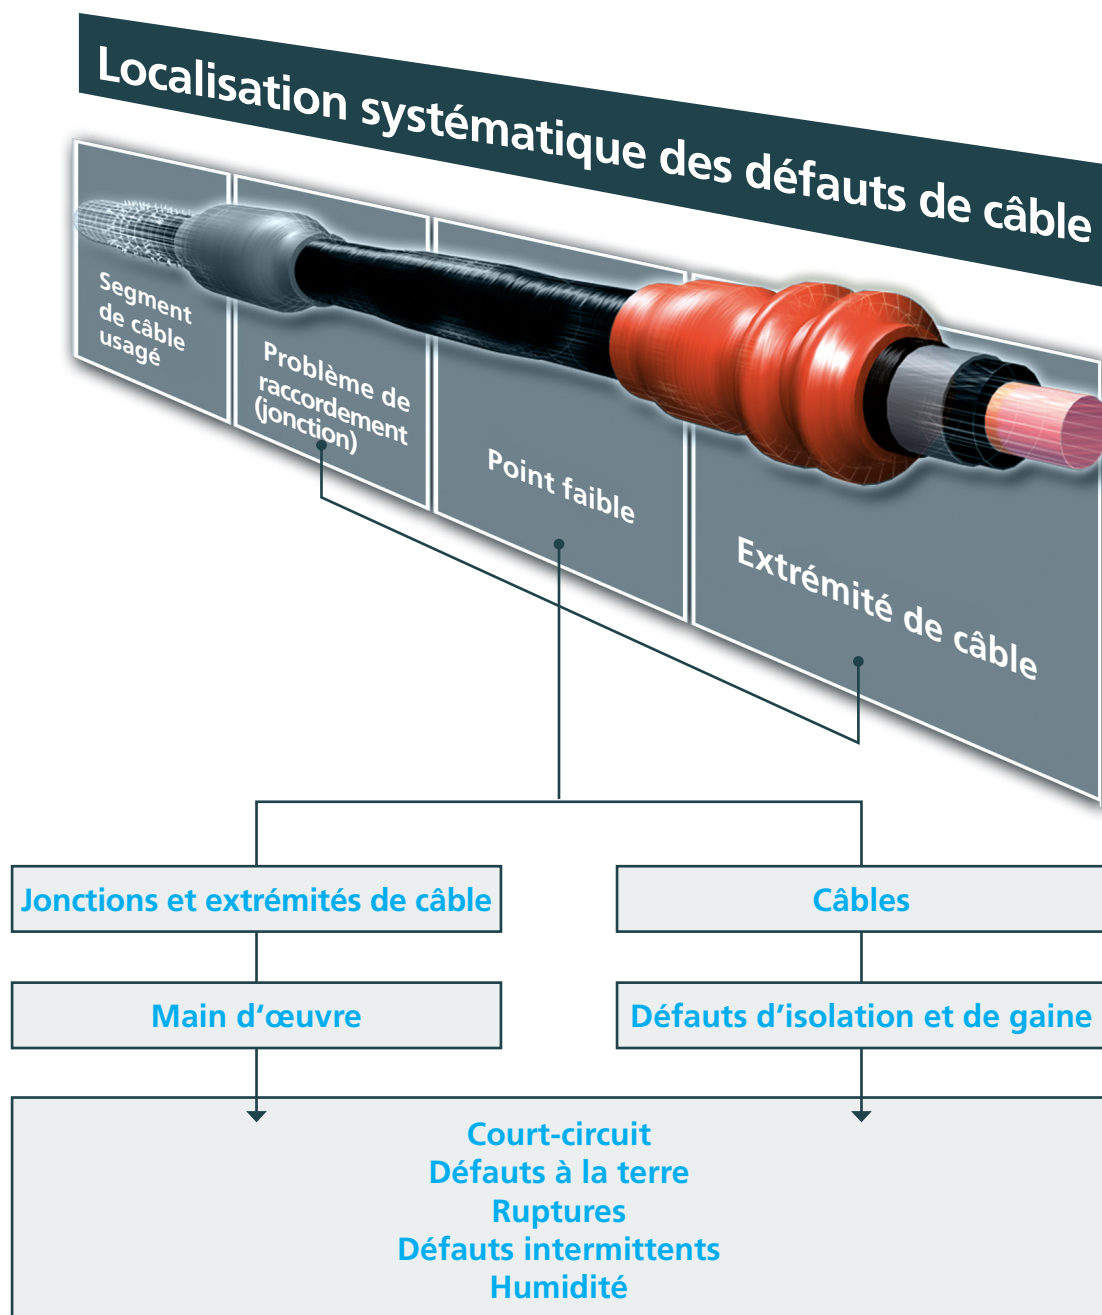 Localisation systématique des défauts de câble
Segment
de câble
usagé
Problème de
raccordement
(jonction)
Point faible
Extrémité de câble
Jonctions et extrémités de câble
Câbles
Main d‘œuvre
Défauts d’isolation et de gaine
Court-circuit
Défauts à la terre
Ruptures
Défauts intermittents
Humidité